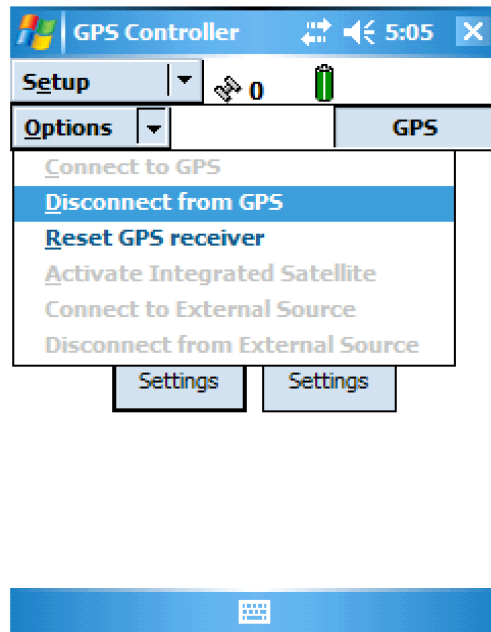 GPS Controller 5:05
Setup 0
Options GPS
Connect to GPS
Disconnect from GPS
Reset GPS receiver
Activate Integrated Satellite
Connect to External Source
Disconnect from External Source
Settings Settings